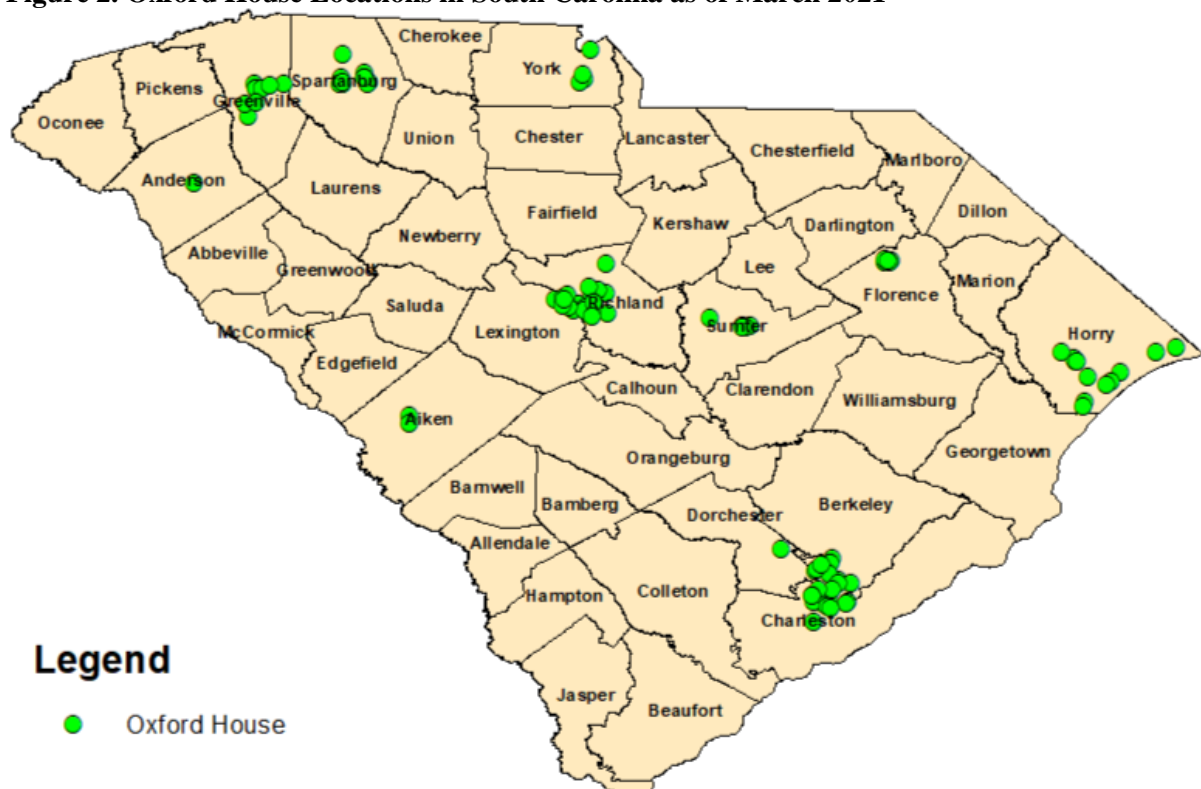 Figure 2. Oxford House Locations in South Carolina as of March 2021
Cherokee
York
Pickens
Spartanburg
Greenville
Oconee
Union
Chester
Lancaster
Chesterfield
Marlboro
Anderson
Laurens
Fairfield
Kershaw
Darlington
Dillon
Abbeville
Newberry
Greenwood
Lee
Marion
Florence
Saluda
Richland
McCormick
Lexington
Sumter
Horry
Edgefield
Calhoun
Clarendon
Williamsburg
Aiken
Orangeburg
Georgetown
Barnwell
Bamberg
Berkeley
Dorchester
Allendale
Hampton
Colleton
Charleston
Legend
Jasper
Beaufort
Oxford House